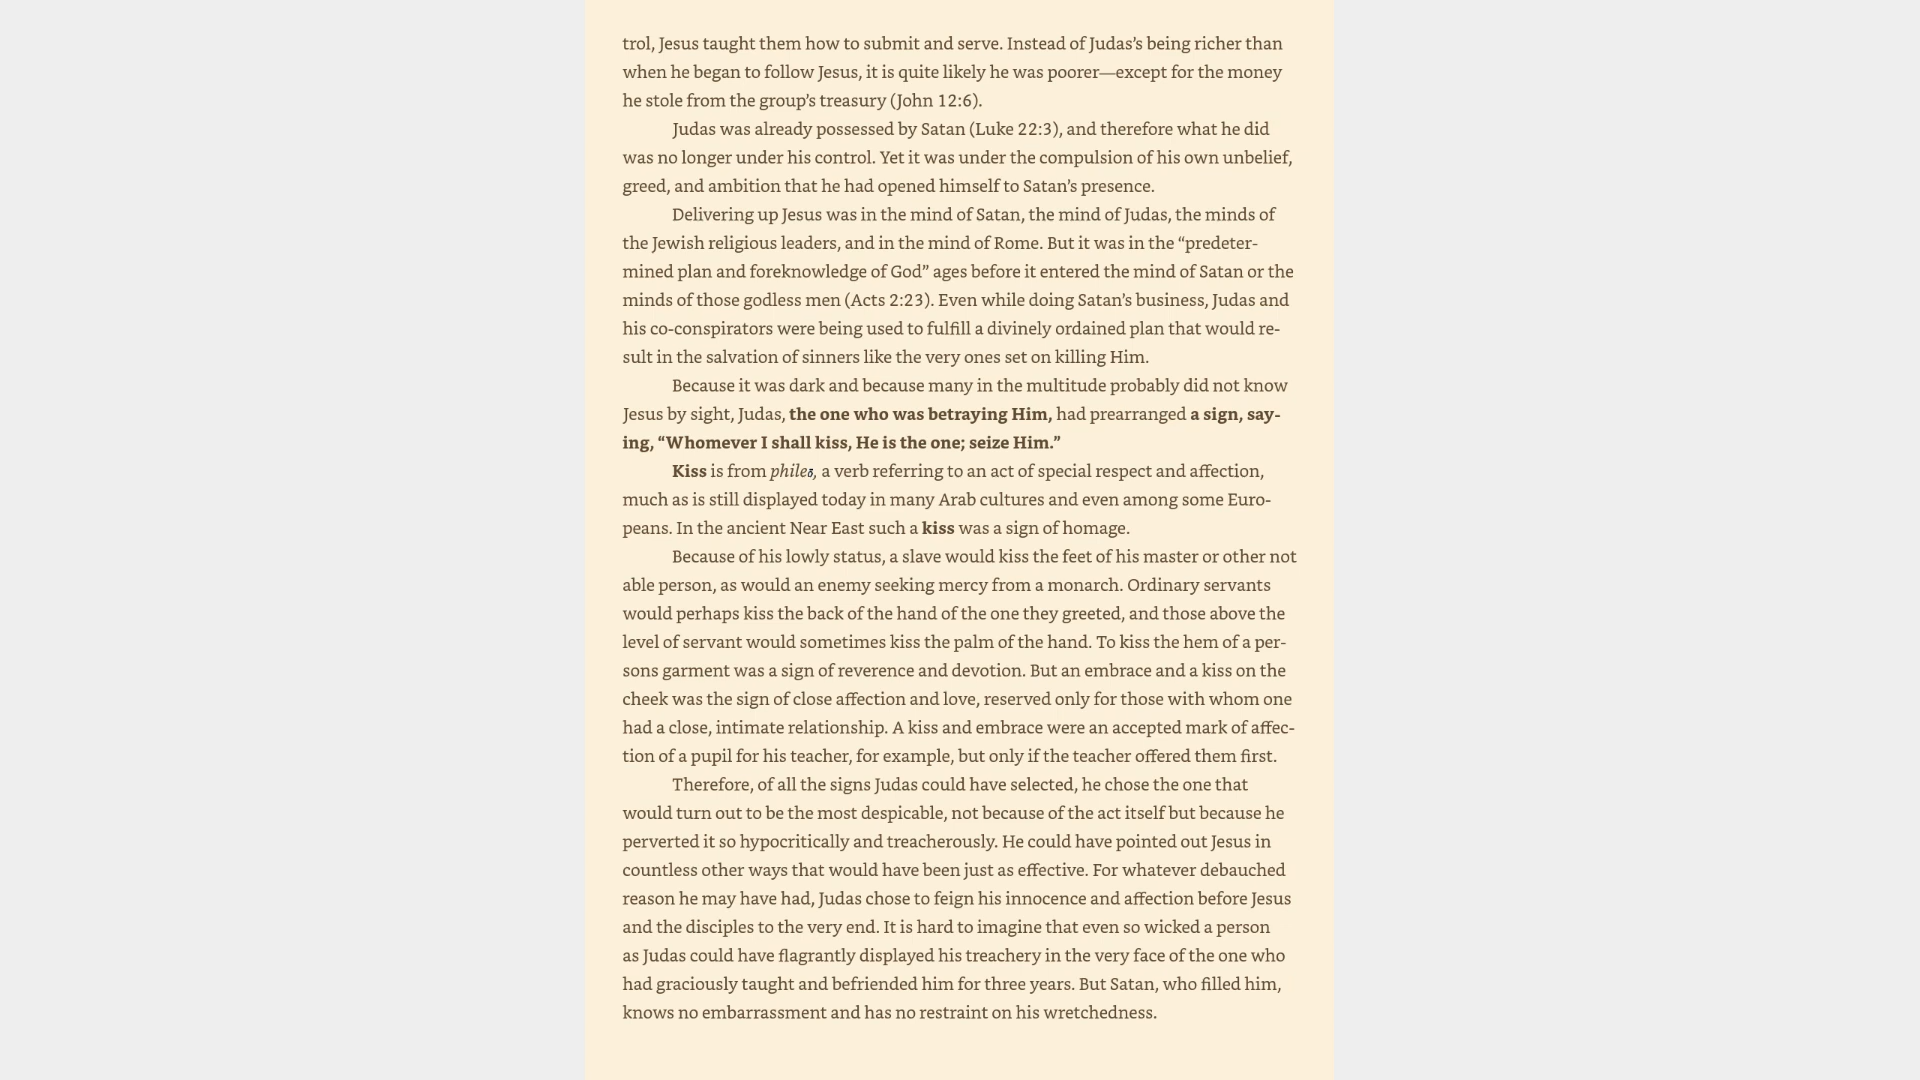 trol, Jesus taught them how to submit and serve. Instead of Judas’s being richer than
when he began to follow Jesus, it is quite likely he was poorer—except for the money
he stole from the group’s treasury (John 12:6).
Judas was already possessed by Satan (Luke 22:3), and therefore what he did
was no longer under his control. Yet it was under the compulsion of his own unbelief,
greed, and ambition that he had opened himself to Satan’s presence.
Delivering up Jesus was in the mind of Satan, the mind of Judas, the minds of
the Jewish religious leaders, and in the mind of Rome. But it was in the “predeter-
mined plan and foreknowledge of God” ages before it entered the mind of Satan or the
minds of those godless men (Acts 2:23). Even while doing Satan’s business, Judas and
his co-conspirators were being used to fulfill a divinely ordained plan that would re-
sult in the salvation of sinners like the very ones set on killing Him.
Because it was dark and because many in the multitude probably did not know
Jesus by sight, Judas, the one who was betraying Him, had prearranged a sign, say-
ing, “Whomever I shall kiss, He is the one; seize Him.”
Kiss is from phileō, a verb referring to an act of special respect and affection,
much as is still displayed today in many Arab cultures and even among some Euro-
peans. In the ancient Near East such a kiss was a sign of homage.
Because of his lowly status, a slave would kiss the feet of his master or other not
able person, as would an enemy seeking mercy from a monarch. Ordinary servants
would perhaps kiss the back of the hand of the one they greeted, and those above the
level of servant would sometimes kiss the palm of the hand. To kiss the hem of a per-
sons garment was a sign of reverence and devotion. But an embrace and a kiss on the
cheek was the sign of close affection and love, reserved only for those with whom one
had a close, intimate relationship. A kiss and embrace were an accepted mark of affec-
tion of a pupil for his teacher, for example, but only if the teacher offered them first.
Therefore, of all the signs Judas could have selected, he chose the one that
would turn out to be the most despicable, not because of the act itself but because he
perverted it so hypocritically and treacherously. He could have pointed out Jesus in
countless other ways that would have been just as effective. For whatever debauched
reason he may have had, Judas chose to feign his innocence and affection before Jesus
and the disciples to the very end. It is hard to imagine that even so wicked a person
as Judas could have flagrantly displayed his treachery in the very face of the one who
had graciously taught and befriended him for three years. But Satan, who filled him,
knows no embarrassment and has no restraint on his wretchedness.